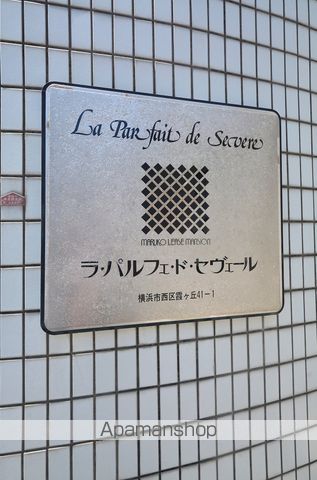 La Parfait de Severe
MARUKO LEASE MANSION
ラ・パルフェ・ド・セヴェール
横浜市西区霞ヶ丘41-1
Apamanshop